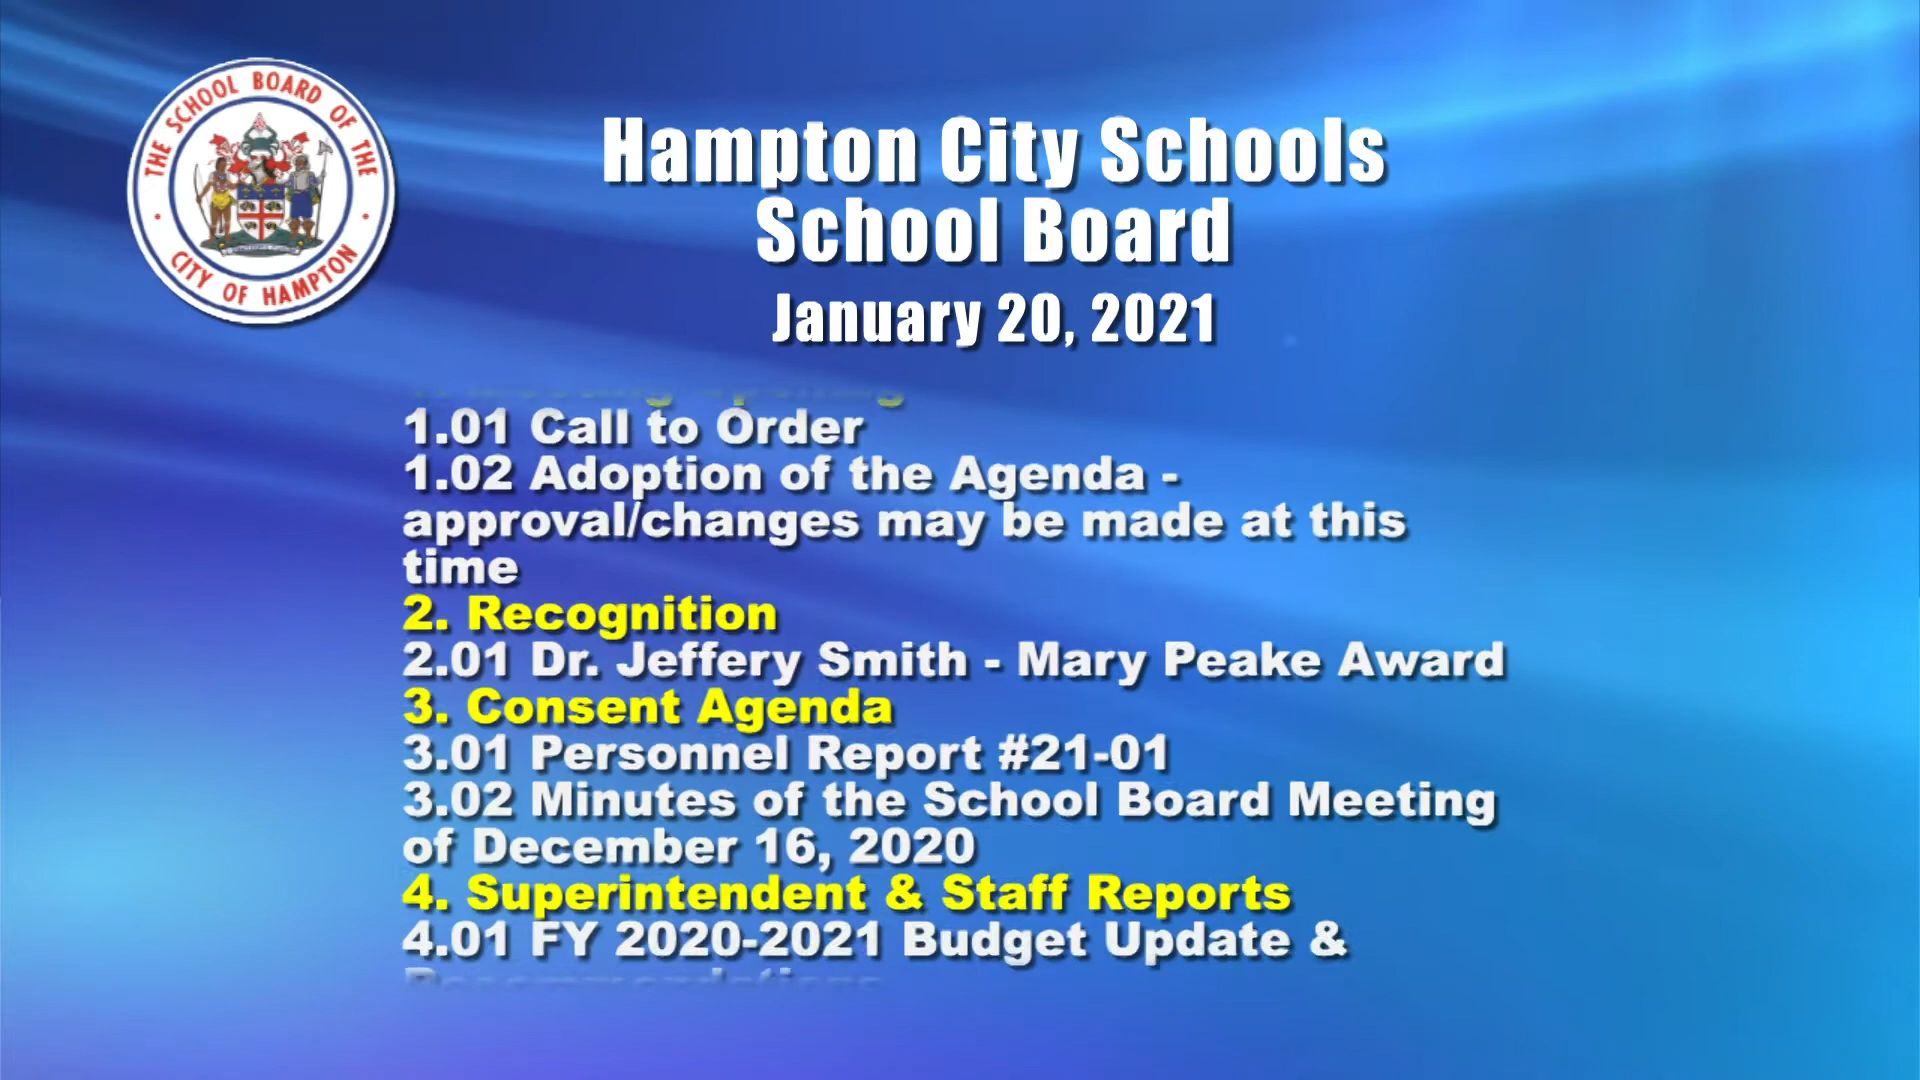 THE SCHOOL BOARD OF THE
CITY OF HAMPTON
Hampton City Schools
School Board
January 20, 2021
1.01 Call to Order
1.02 Adoption of the Agenda -
approval/changes may be made at this
time
2. Recognition
2.01 Dr. Jeffery Smith - Mary Peake Award
3. Consent Agenda
3.01 Personnel Report #21-01
3.02 Minutes of the School Board Meeting
of December 16, 2020
4. Superintendent & Staff Reports
4.01 FY 2020-2021 Budget Update &
Recommendations